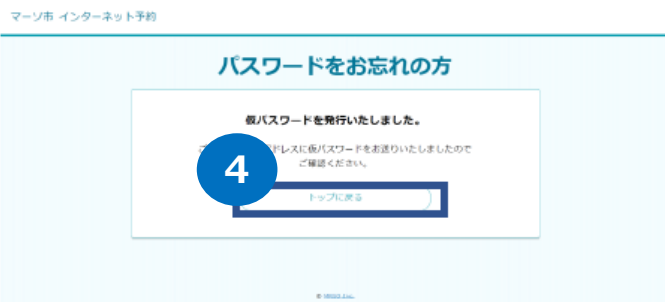 マーソ市 インターネット予約
パスワードをお忘れの方
仮パスワードを発行いたしました。
ドレスに仮パスワードをお送りいたしましたので
ご確認ください。
4
トップに戻る